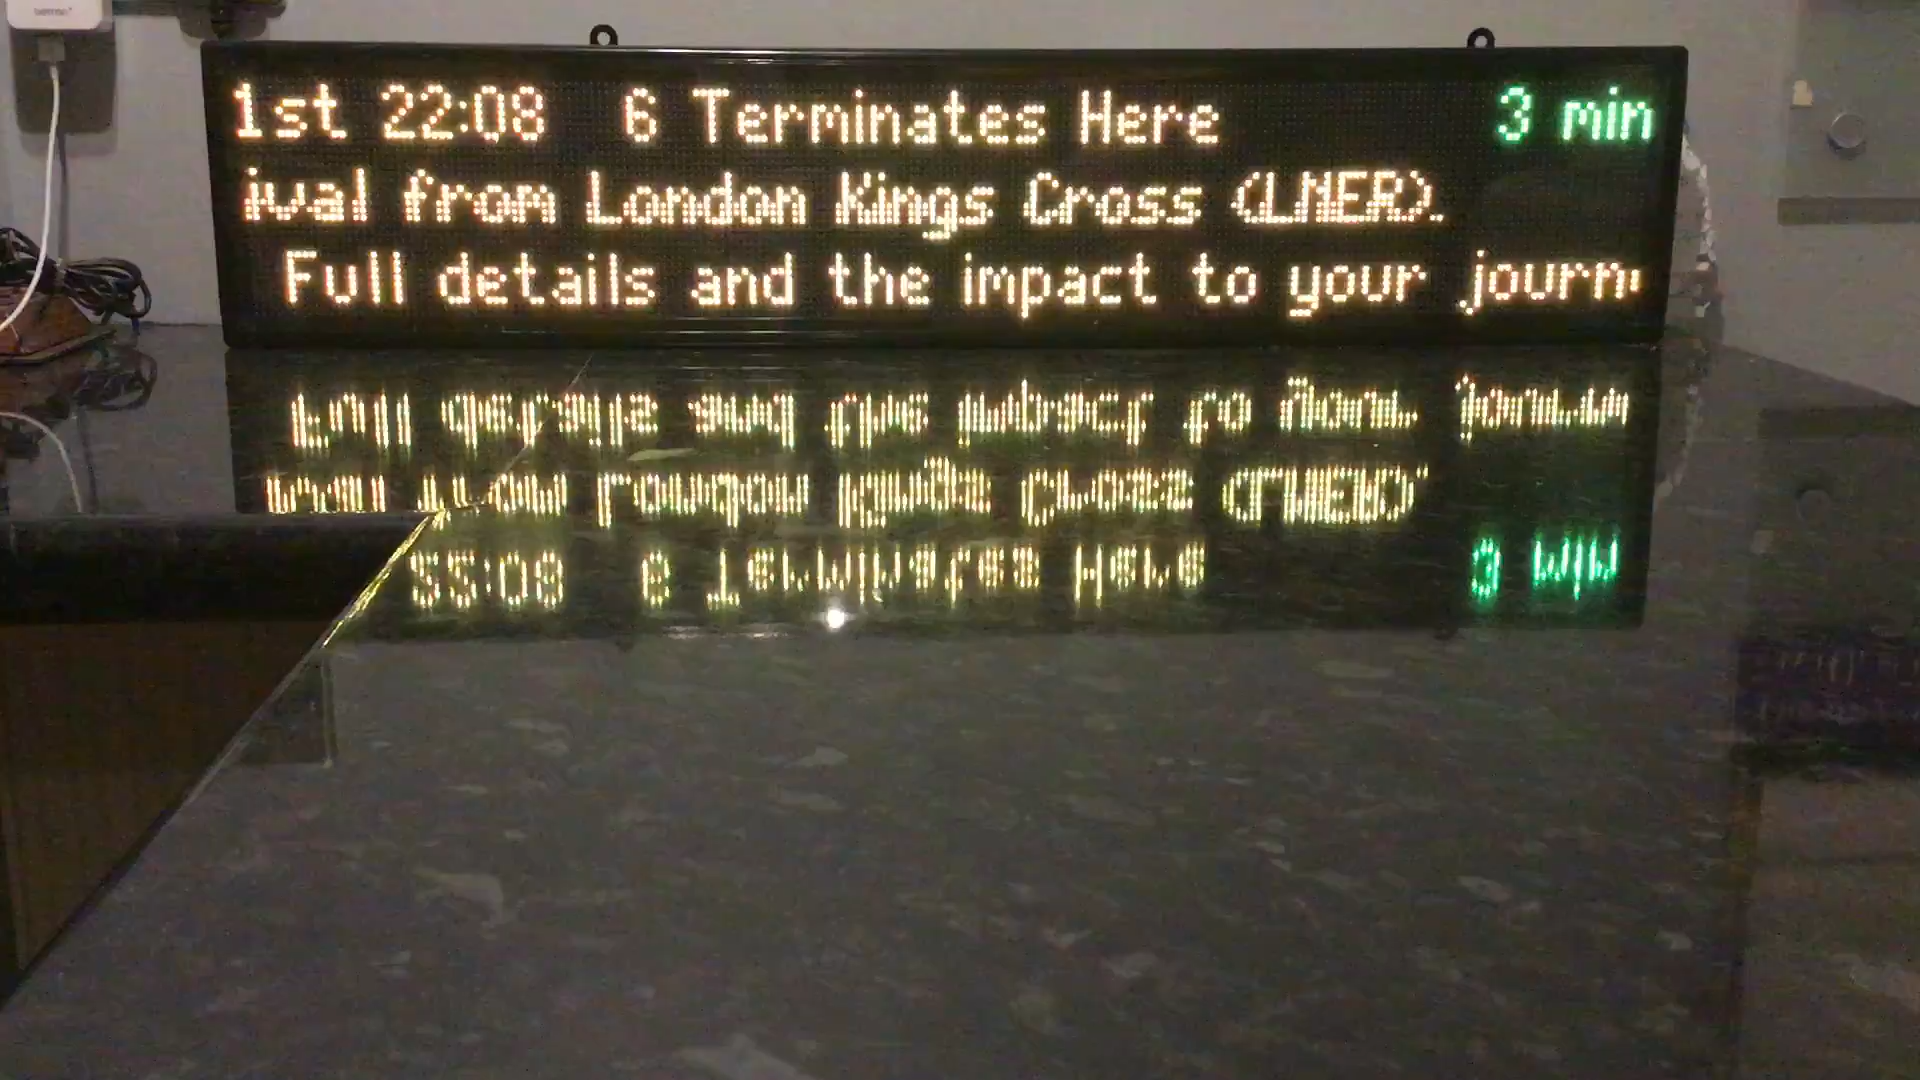 1st 22:08 6 Terminates Here 3 min
ival from London Kings Cross (LNER).
Full details and the impact to your journ